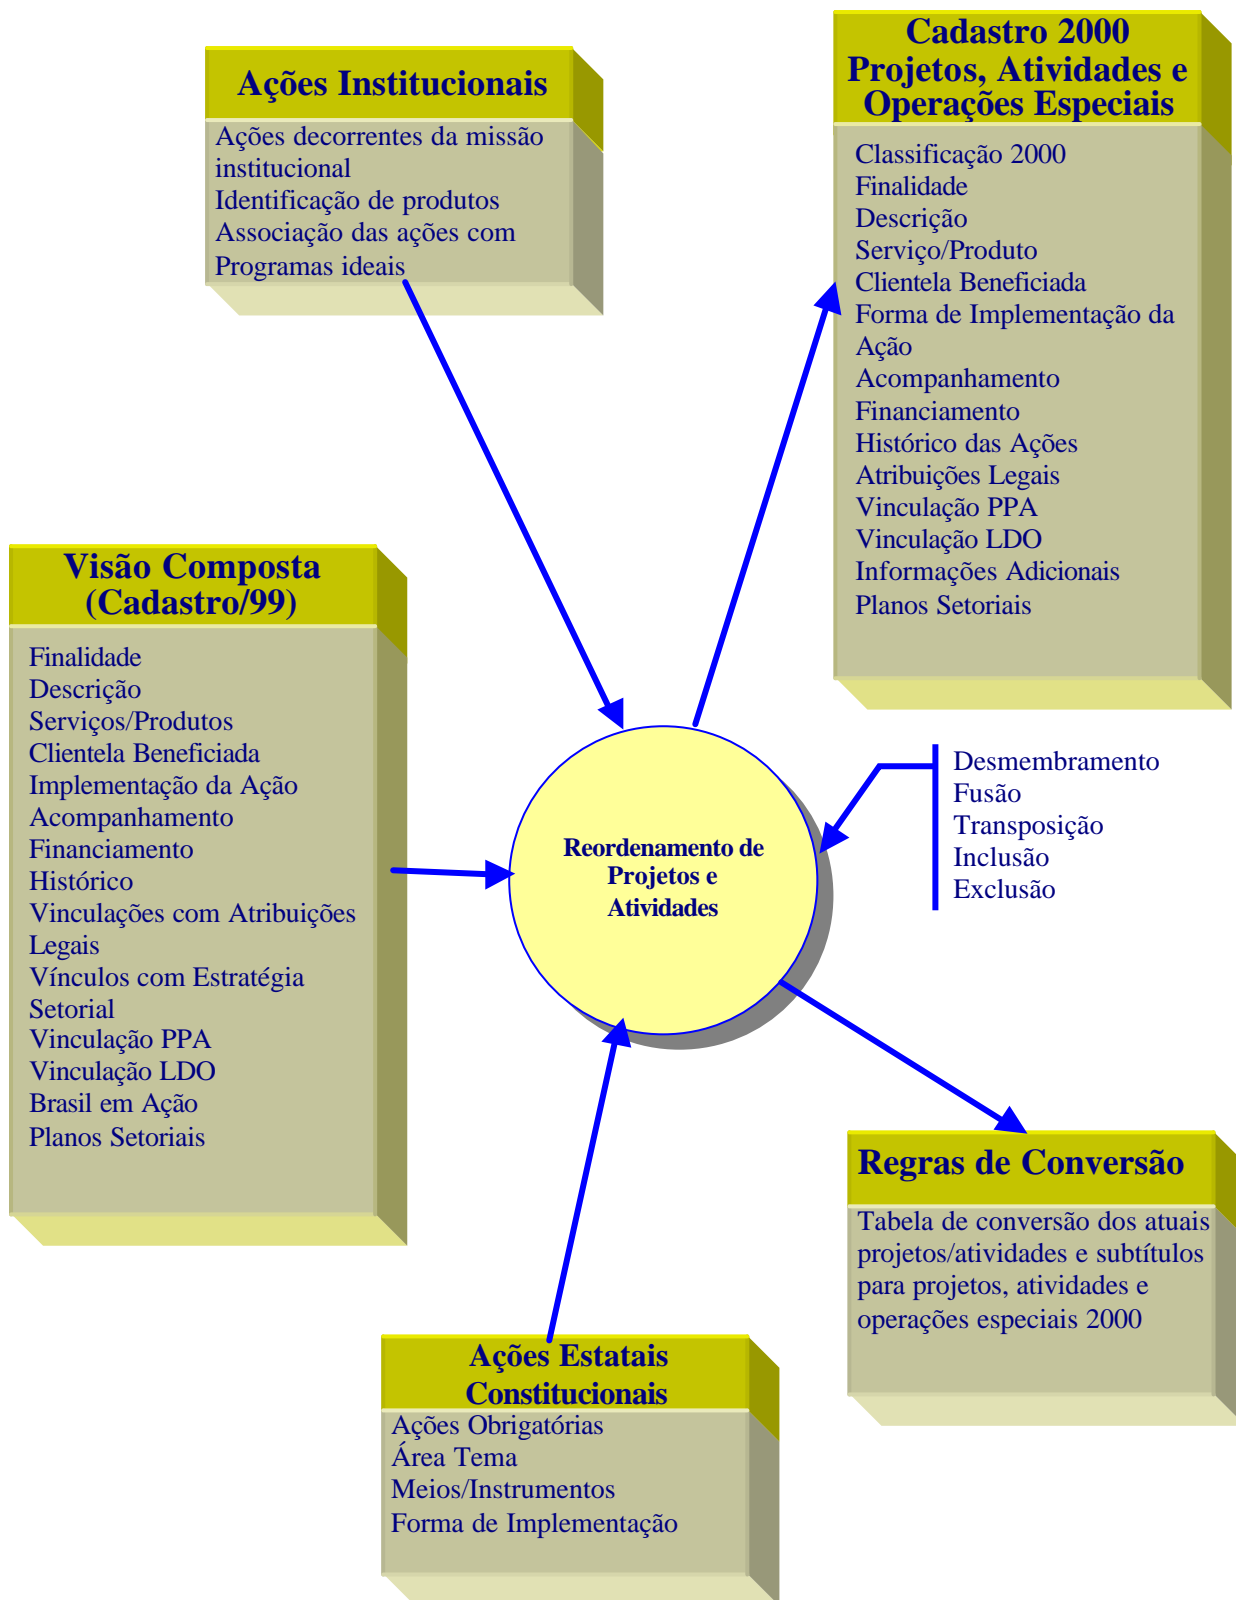 Ações Institucionais
Ações decorrentes da missão
institucional
Identificação de produtos
Associação das ações com
Programas ideais
Cadastro 2000
Projetos, Atividades e
Operações Especiais
Classificação 2000
Finalidade
Descrição
Serviço/Produto
Clientela Beneficiada
Forma de Implementação da
Ação
Acompanhamento
Financiamento
Histórico das Ações
Atribuições Legais
Vinculação PPA
Vinculação LDO
Informações Adicionais
Planos Setoriais
Visão Composta
(Cadastro/99)
Finalidade
Descrição
Serviços/Produtos
Clientela Beneficiada
Implementação da Ação
Acompanhamento
Financiamento
Histórico
Vinculações com Atribuições
Legais
Vínculos com Estratégia
Setorial
Vinculação PPA
Vinculação LDO
Brasil em Ação
Planos Setoriais
Reordenamento de
Projetos e
Atividades
Desmembramento
Fusão
Transposição
Inclusão
Exclusão
Regras de Conversão
Tabela de conversão dos atuais
projetos/atividades e subtítulos
para projetos, atividades e
operações especiais 2000
Ações Estatais
Constitucionais
Ações Obrigatórias
Área Tema
Meios/Instrumentos
Forma de Implementação